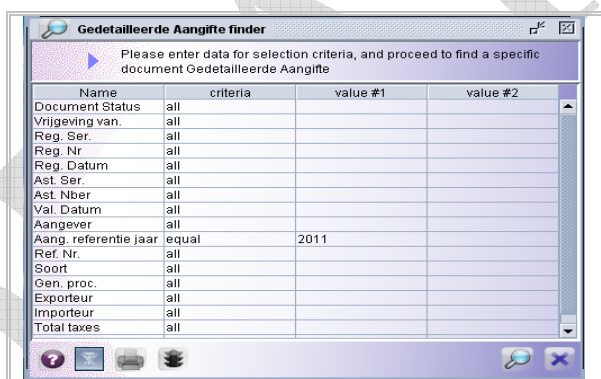 Gedetailleerde Aangifte finder
Please enter data for selection criteria, and proceed to find a specific
document Gedetailleerde Aangifte
Name criteria value #1 value #2
Document Status all
Vrijgeving van. all
Reg. Ser. all
Reg. Nr all
Reg. Datum all
Ast. Ser. all
Ast. Nber all
Val. Datum all
Aangever all
Aang. referentie jaar equal 2011
Ref. Nr. all
Soort all
Gen. proc. all
Exporteur all
Importeur all
Total taxes all